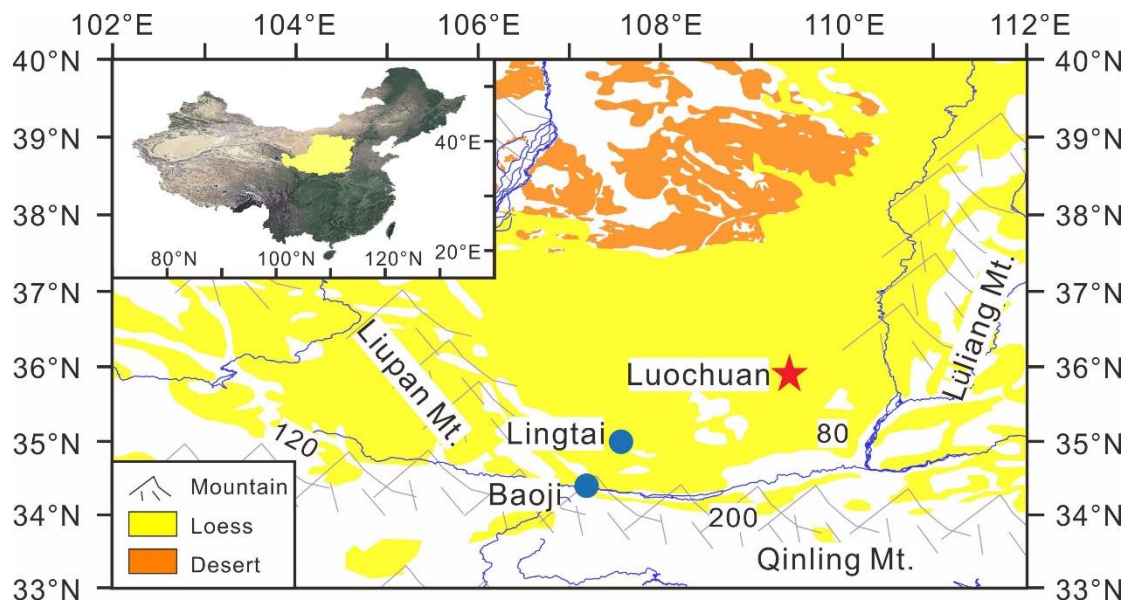 102°E 104°E 106°E 108°E 110°E 112°E
40°N 40°N
39°N 40°E 39°N
38°N 38°N
20°E
80°N 100°N 120°N
37°N 37°N
Lüliang Mt.
Liupan Mt.
36°N Luochuan 36°N
35°N 120 Lingtai 80 35°N
Mountain
Baoji
34°N Loess 200 34°N
Desert Qinling Mt.
33°N 33°N